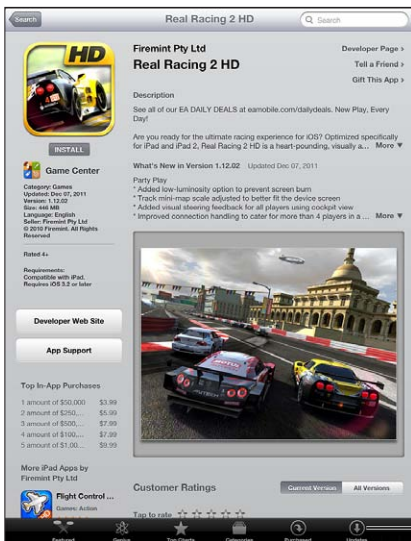 Search
Real Racing 2 HD
Search
HD
INSTALL
Game Center
Category: Games
Updated: Dec 07, 2011
Version: 1.12.02
Size: 446 MB
Language: English
Seller: Firemint Pty Ltd
© 2010 Firemint. All Rights
Reserved
Rated 4+
Requirements:
Compatible with iPad.
Requires iOS 3.2 or later
Developer Web Site
App Support
Top In-App Purchases
1 amount of $50,000 $3.99
2 amount of $250,... $5.99
3 amount of $500,... $7.99
4 amount of $100,... $7.99
5 amount of $1,00... $9.99
More iPad Apps by
Firemint Pty Ltd
Flight Control ...
Games: Action
Firemint Pty Ltd
Real Racing 2 HD
Developer Page ›
Tell a Friend ›
Gift This App ›
Description
See all of our EA DAILY DEALS at eamobile.com/dailydeals. New Play, Every
Day!
Are you ready for the ultimate racing experience for iOS? Optimized specifically
for iPad and iPad 2, Real Racing 2 HD is a heart-pounding, visually a... More ▼
What's New in Version 1.12.02 Updated Dec 07, 2011
Party Play
* Added low-luminosity option to prevent screen burn
* Track mini-map scale adjusted to better fit the device screen
* Added visual steering feedback for all players using cockpit view
* Improved connection handling to cater for more than 4 players in a ... More ▼
Customer Ratings
Current Version
All Versions
Tap to rate
Featured
Genius
Top Charts
Categories
Purchased
Updates